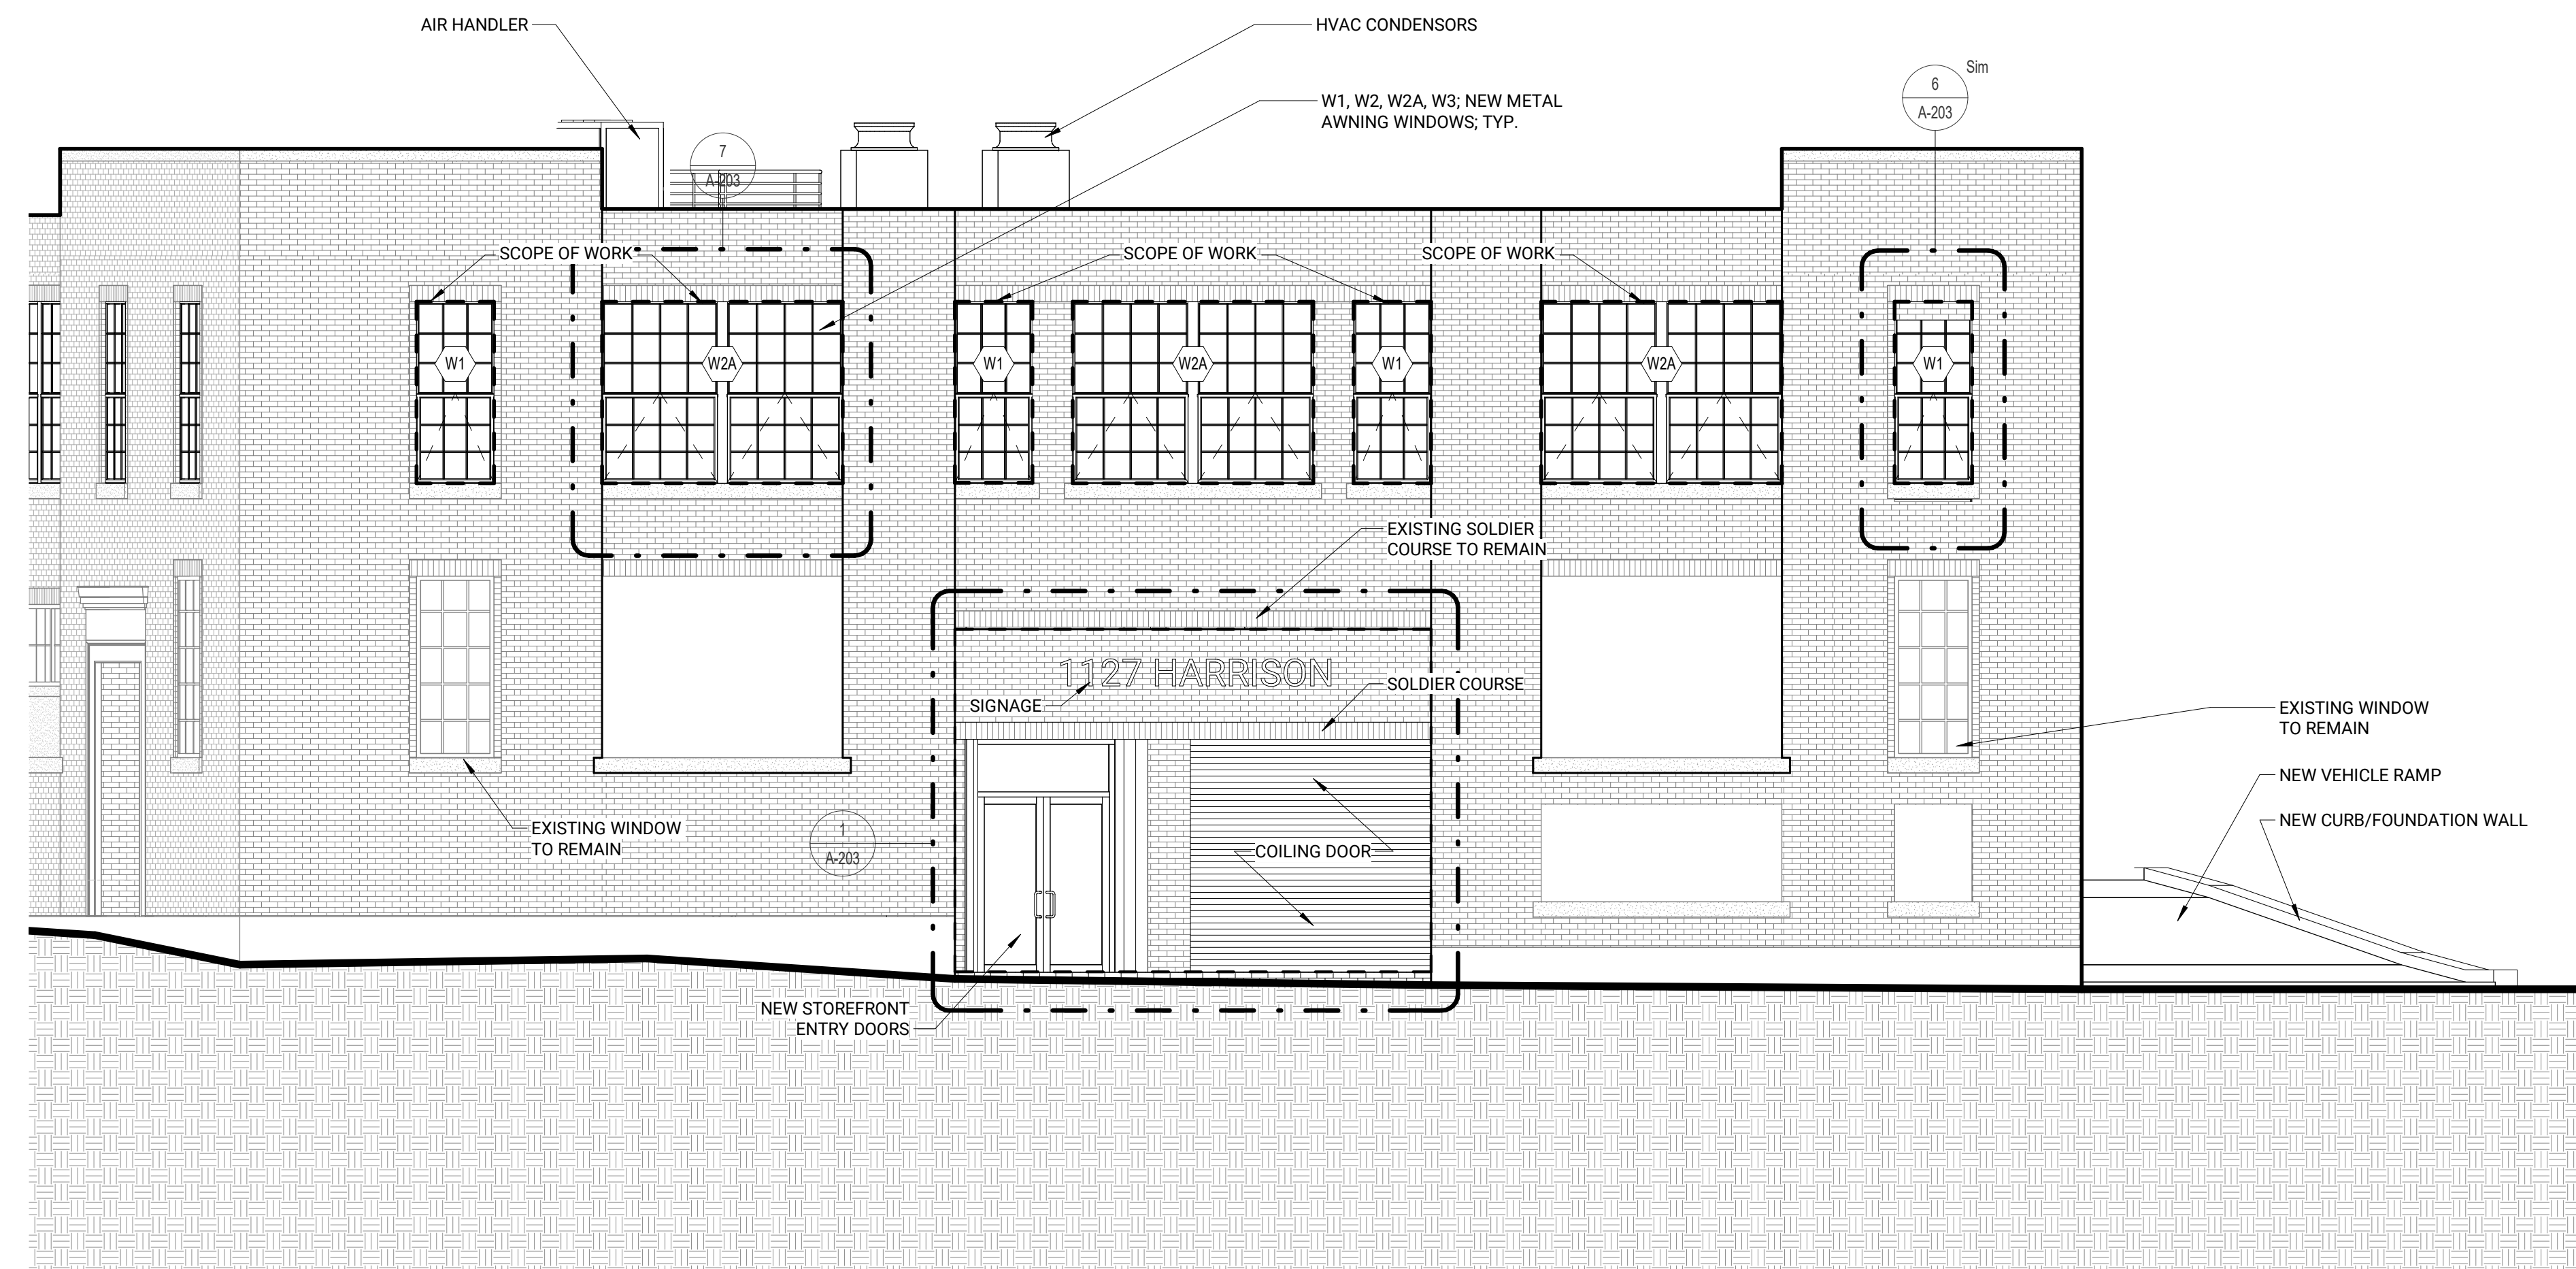 AIR HANDLER
HVAC CONDENSORS
W1, W2, W2A, W3; NEW METAL
AWNING WINDOWS; TYP.
6
A-203
Sim
7
A-203
SCOPE OF WORK
SCOPE OF WORK
SCOPE OF WORK
W1
W2A
W1
W2A
W1
W2A
W1
EXISTING SOLDIER
COURSE TO REMAIN
1127 HARRISON
SIGNAGE
SOLDIER COURSE
EXISTING WINDOW
TO REMAIN
NEW VEHICLE RAMP
NEW CURB/FOUNDATION WALL
EXISTING WINDOW
TO REMAIN
1
A-203
COILING DOOR
NEW STOREFRONT
ENTRY DOORS